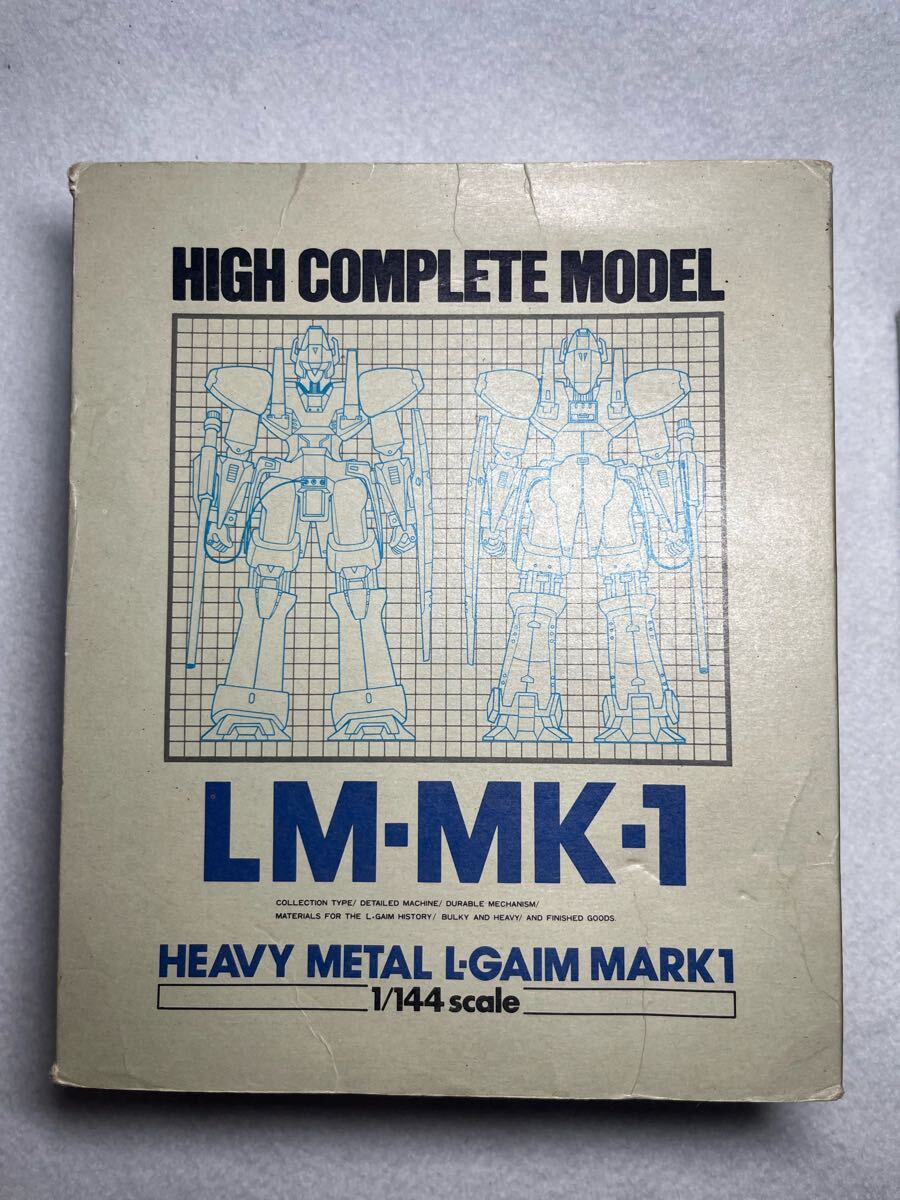 HIGH COMPLETE MODEL
LM·MK·1
COLLECTION TYPE/ DETAILED MACHINE/ DURABLE MECHANISM/
MATERIALS FOR THE L·GAIM HISTORY/ BULKY AND HEAVY/ AND FINISHED GOODS.
HEAVY METAL L·GAIM MARK1
1/144 scale